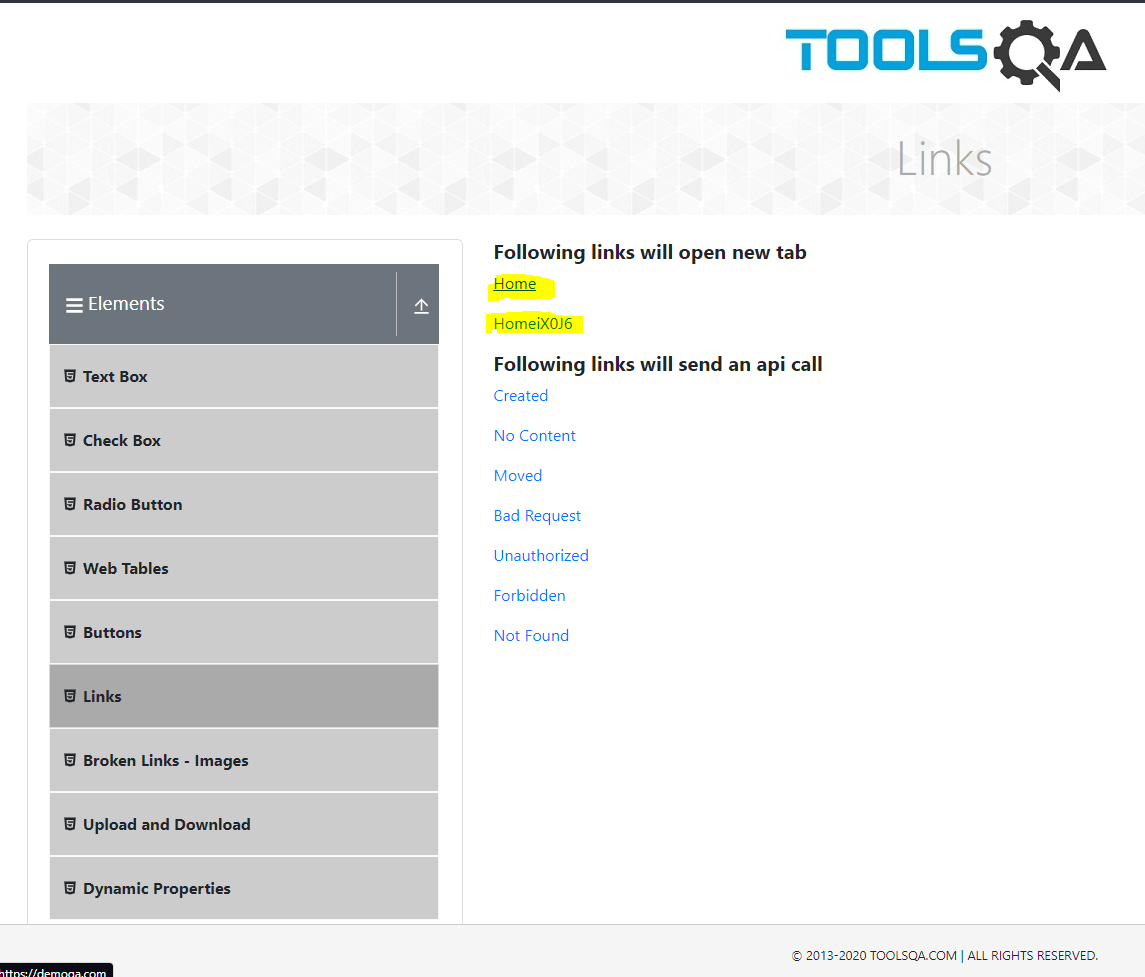 TOOLSQA
Links
Elements
Text Box
Check Box
Radio Button
Web Tables
Buttons
Links
Broken Links - Images
Upload and Download
Dynamic Properties
Following links will open new tab
Home
HomeiX0J6
Following links will send an api call
Created
No Content
Moved
Bad Request
Unauthorized
Forbidden
Not Found
© 2013-2020 TOOLSQA.COM | ALL RIGHTS RESERVED.
https://demoqa.com